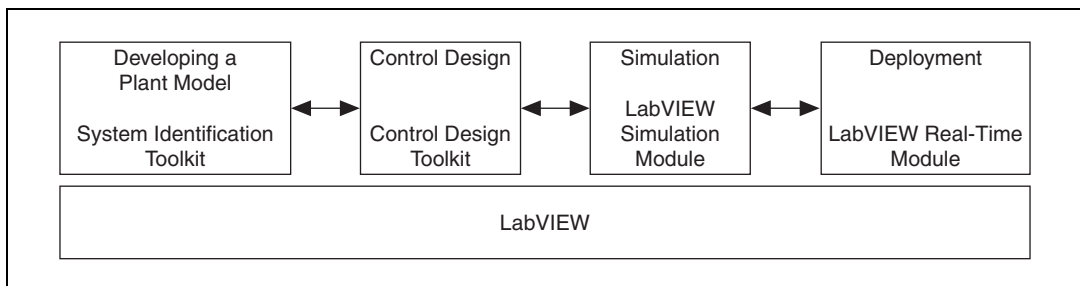 Developing a
Plant Model
System Identification
Toolkit
Control Design
Control Design
Toolkit
Simulation
LabVIEW
Simulation
Module
Deployment
LabVIEW Real-Time
Module
LabVIEW